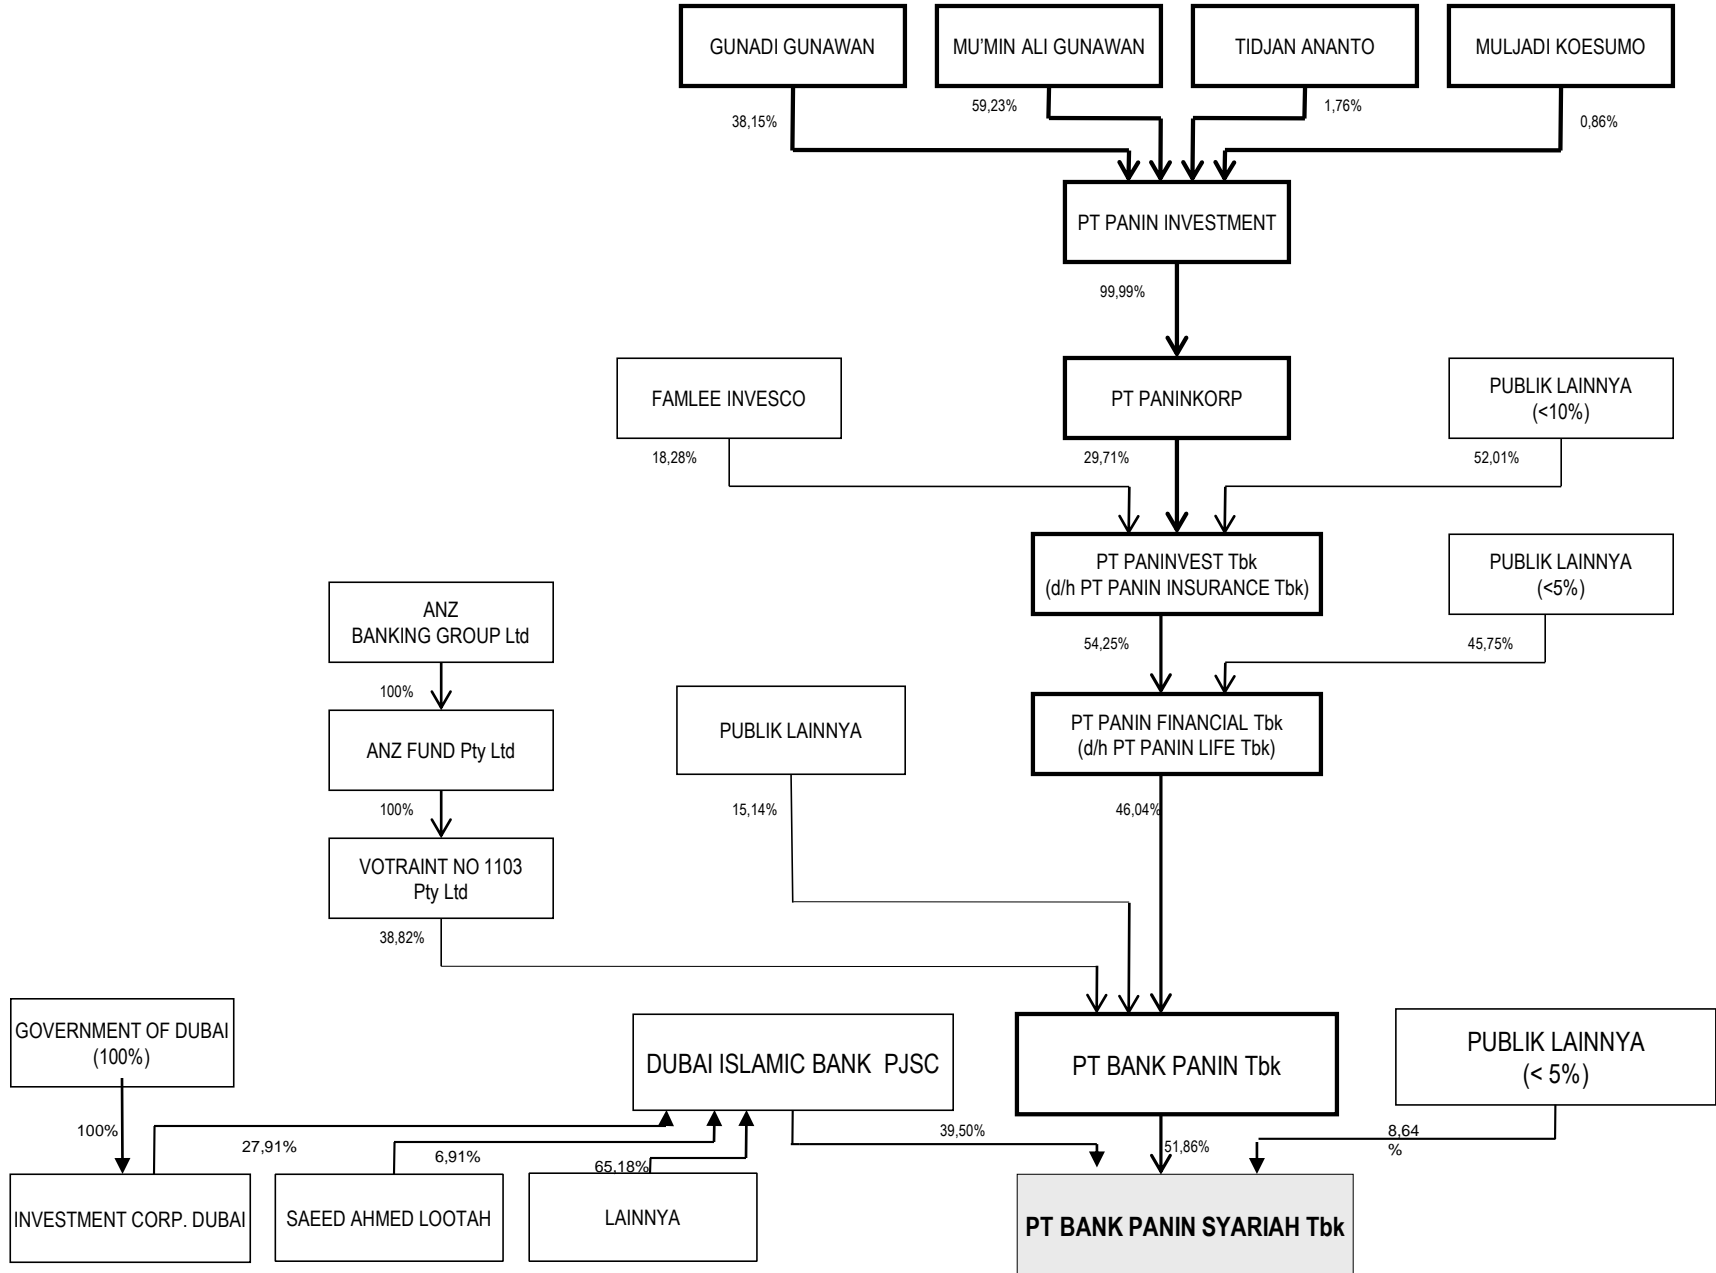 GUNADI GUNAWAN
MU'MIN ALI GUNAWAN
TIDJAN ANANTO
MULJADI KOESUMO
38,15%
59,23%
1,76%
0,86%
PT PANIN INVESTMENT
99,99%
FAMLEE INVESCO
PT PANINKORP
PUBLIK LAINNYA
(<10%)
18,28%
29,71%
52,01%
PT PANINVEST Tbk
(d/h PT PANIN INSURANCE Tbk)
PUBLIK LAINNYA
(<5%)
ANZ
BANKING GROUP Ltd
54,25%
45,75%
100%
PUBLIK LAINNYA
PT PANIN FINANCIAL Tbk
(d/h PT PANIN LIFE Tbk)
ANZ FUND Pty Ltd
100%
15,14%
46,04%
VOTRAINT NO 1103
Pty Ltd
38,82%
GOVERNMENT OF DUBAI
(100%)
DUBAI ISLAMIC BANK PJSC
PT BANK PANIN Tbk
PUBLIK LAINNYA
(< 5%)
100%
27,91%
6,91%
65,18%
39,50%
51,86%
8,64
%
INVESTMENT CORP. DUBAI
SAEED AHMED LOOTAH
LAINNYA
PT BANK PANIN SYARIAH Tbk